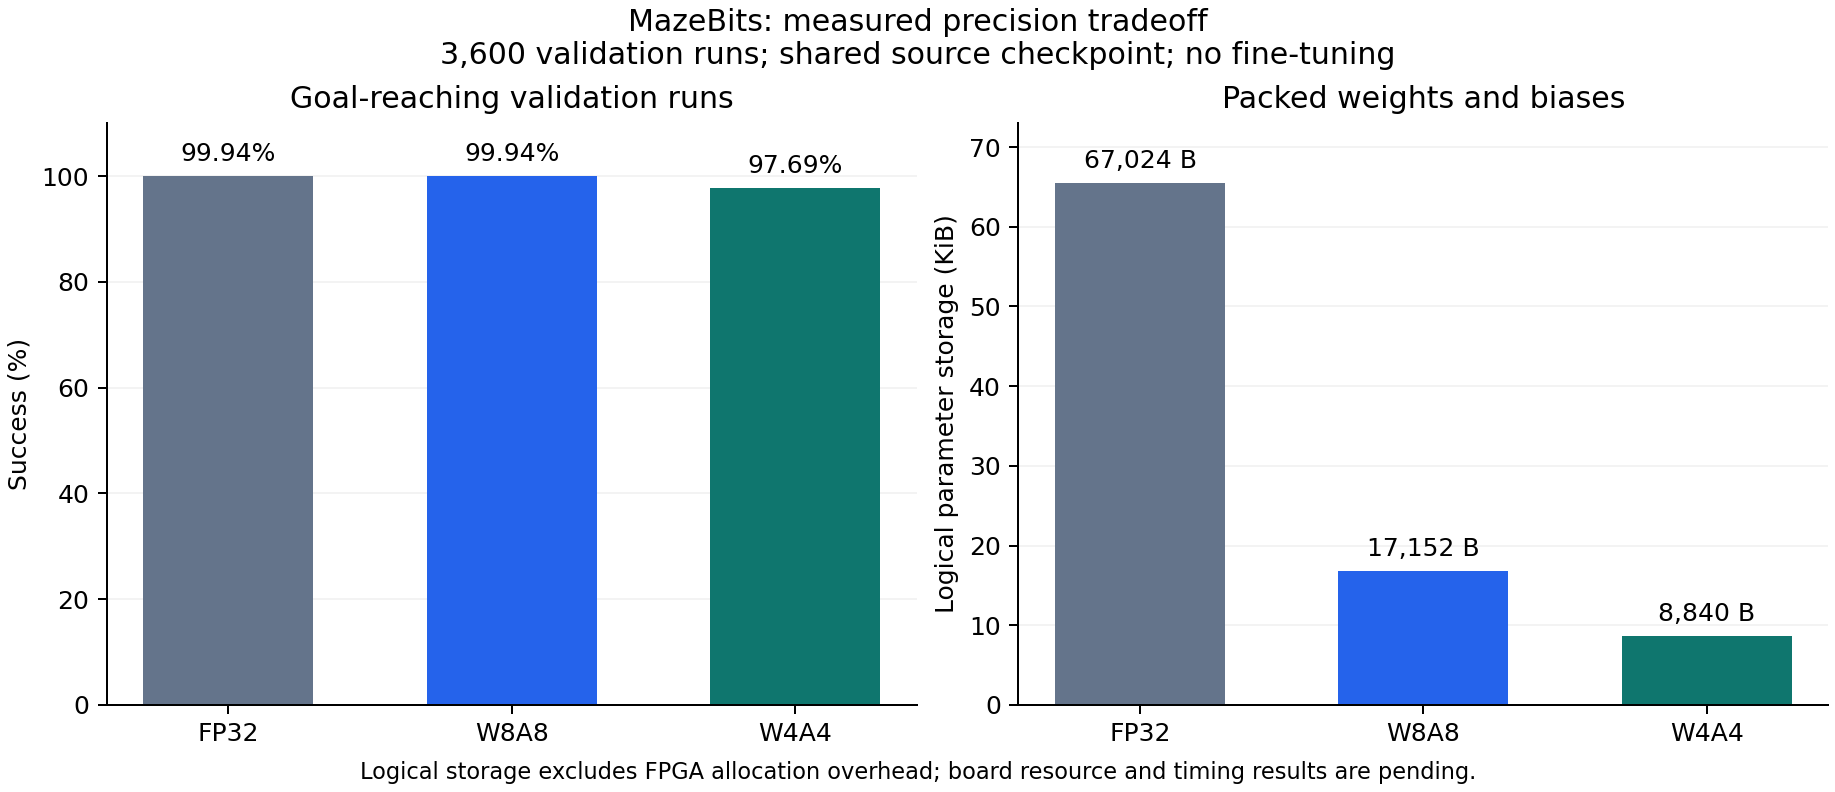 MazeBits: measured precision tradeoff
3,600 validation runs; shared source checkpoint; no fine-tuning
Goal-reaching validation runs
Success (%)
100
80
60
40
20
0
99.94%
99.94%
97.69%
FP32
W8A8
W4A4
Packed weights and biases
Logical parameter storage (KiB)
70
60
50
40
30
20
10
0
67,024 B
17,152 B
8,840 B
FP32
W8A8
W4A4
Logical storage excludes FPGA allocation overhead; board resource and timing results are pending.